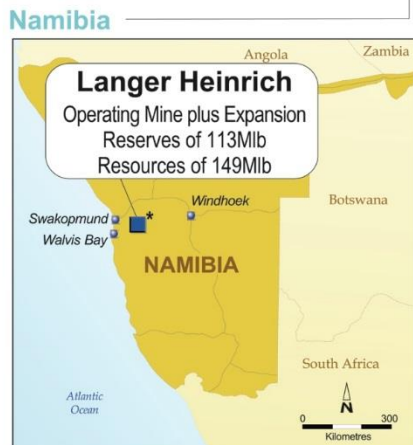 Namibia
Angola
Zambia
Langer Heinrich
Operating Mine plus Expansion
Reserves of 113Mlb
Resources of 149Mlb
*
Windhoek
Botswana
Swakopmund
Walvis Bay
NAMIBIA
South Africa
Atlantic
Ocean
N
0 300
Kilometres